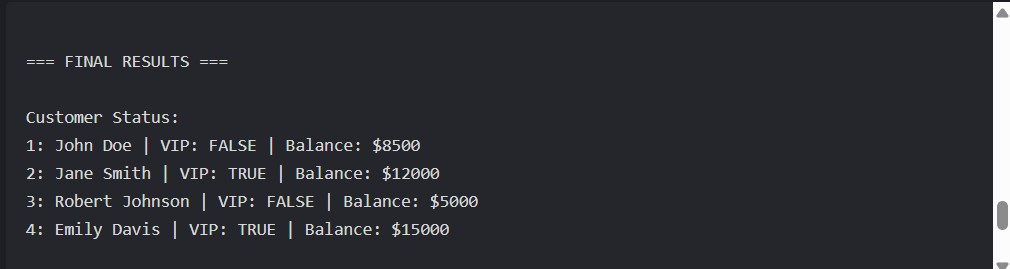 === FINAL RESULTS ===
Customer Status:
1: John Doe | VIP: FALSE | Balance: $8500
2: Jane Smith | VIP: TRUE | Balance: $12000
3: Robert Johnson | VIP: FALSE | Balance: $5000
4: Emily Davis | VIP: TRUE | Balance: $15000